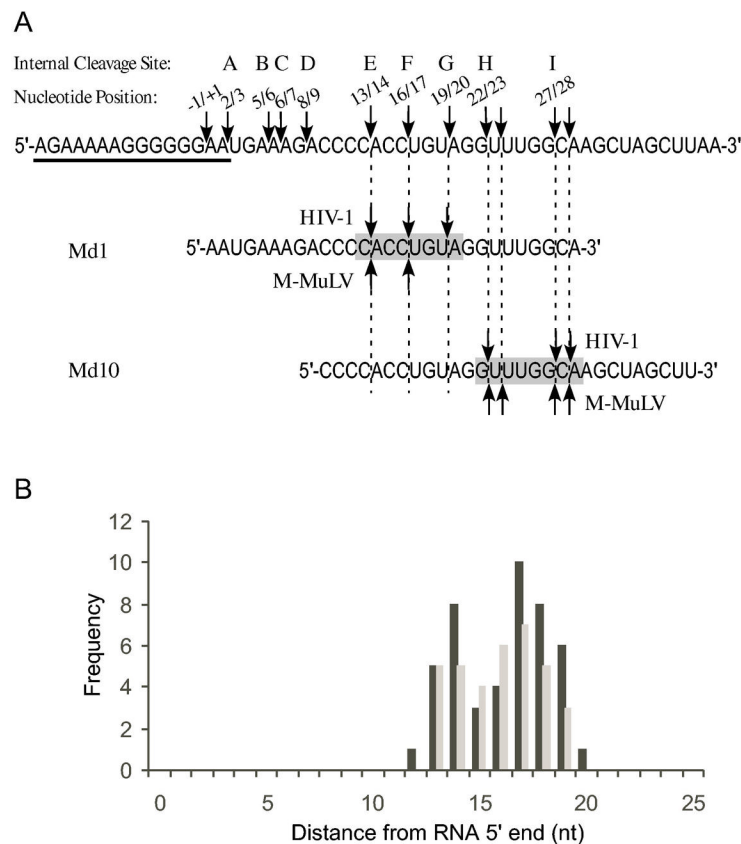 A
Internal Cleavage Site: A B C D E F G H I
Nucleotide Position: -1/+1 2/3 5/6 6/7 8/9 13/14 16/17 19/20 22/23 27/28
5'-AGAAAAAGGGGGGAAUGAAAGACCCCACCUGUAGGUUUGGCAAGCUAGCUUAA-3'
HIV-1
Md1 5'-AAUGAAAGACCCCACCUGUAGGUUUGGCA-3'
M-MuLV
HIV-1
Md10 5'-CCCCACCUGUAGGUUUGGCAAGCUAGCUU-3'
M-MuLV
B
Frequency
12
10
8
6
4
2
0
0 5 10 15 20 25
Distance from RNA 5' end (nt)